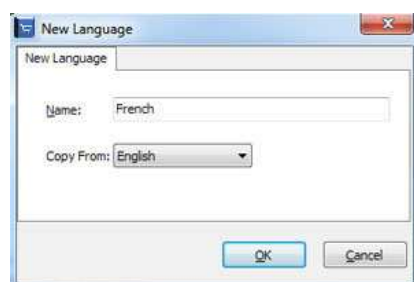 New Language
New Language
Name: French
Copy From: English
OK Cancel